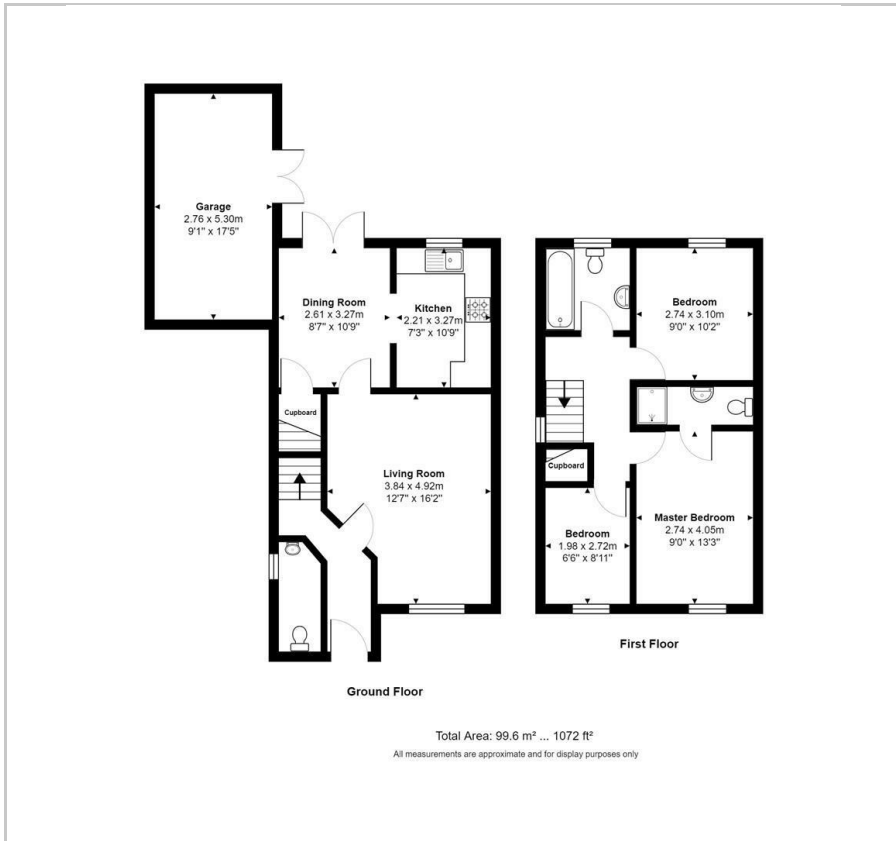 Garage
2.76 x 5.30m
9'1" x 17'5"
Dining Room
2.61 x 3.27m
8'7" x 10'9"
Kitchen
2.21 x 3.27m
7'3" x 10'9"
Cupboard
Living Room
3.84 x 4.92m
12'7" x 16'2"
Ground Floor
Bedroom
2.74 x 3.10m
9'0" x 10'2"
Cupboard
Bedroom
1.98 x 2.72m
6'6" x 8'11"
Master Bedroom
2.74 x 4.05m
9'0" x 13'3"
First Floor
Total Area: 99.6 m² ... 1072 ft²
All measurements are approximate and for display purposes only